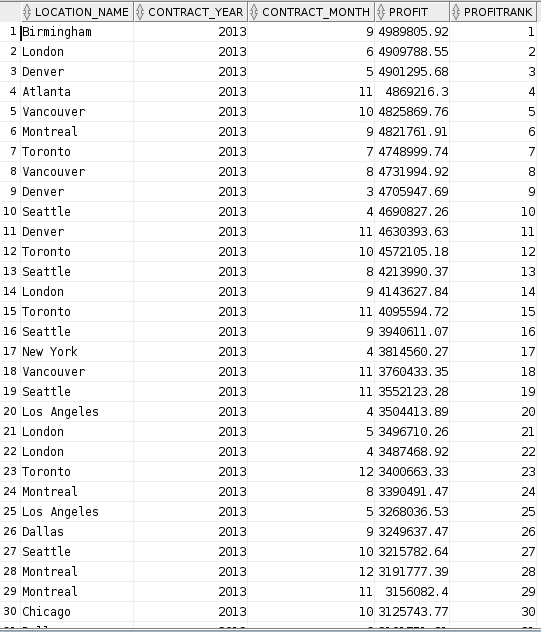 LOCATION_NAME CONTRACT_YEAR CONTRACT_MONTH PROFIT PROFITRANK
1 Birmingham 2013 9 4989805.92 1
2 London 2013 6 4909788.55 2
3 Denver 2013 5 4901295.68 3
4 Atlanta 2013 11 4869216.3 4
5 Vancouver 2013 10 4825869.76 5
6 Montreal 2013 9 4821761.91 6
7 Toronto 2013 7 4748999.74 7
8 Vancouver 2013 8 4731994.92 8
9 Denver 2013 3 4705947.69 9
10 Seattle 2013 4 4690827.26 10
11 Denver 2013 11 4630393.63 11
12 Toronto 2013 10 4572105.18 12
13 Seattle 2013 8 4213990.37 13
14 London 2013 9 4143627.84 14
15 Toronto 2013 11 4095594.72 15
16 Seattle 2013 9 3940611.07 16
17 New York 2013 4 3814560.27 17
18 Vancouver 2013 11 3760433.35 18
19 Seattle 2013 11 3552123.28 19
20 Los Angeles 2013 4 3504413.89 20
21 London 2013 5 3496710.26 21
22 London 2013 4 3487468.92 22
23 Toronto 2013 12 3400663.33 23
24 Montreal 2013 8 3390491.47 24
25 Los Angeles 2013 5 3268036.53 25
26 Dallas 2013 9 3249637.47 26
27 Seattle 2013 10 3215782.64 27
28 Montreal 2013 12 3191777.39 28
29 Montreal 2013 11 3156082.4 29
30 Chicago 2013 10 3125743.77 30